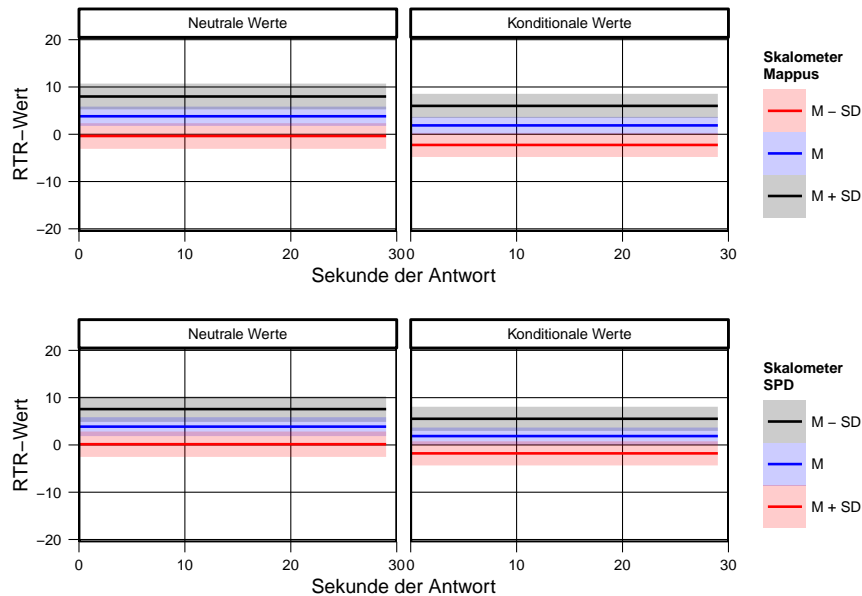 Neutrale Werte
Konditionale Werte
20
10
0
−10
−20
RTR−Wert
0
10
20
30
0
10
20
30
Sekunde der Antwort
Skalometer
Mappus
M − SD
M
M + SD
Neutrale Werte
Konditionale Werte
20
10
0
−10
−20
RTR−Wert
0
10
20
30
0
10
20
30
Sekunde der Antwort
Skalometer
SPD
M − SD
M
M + SD